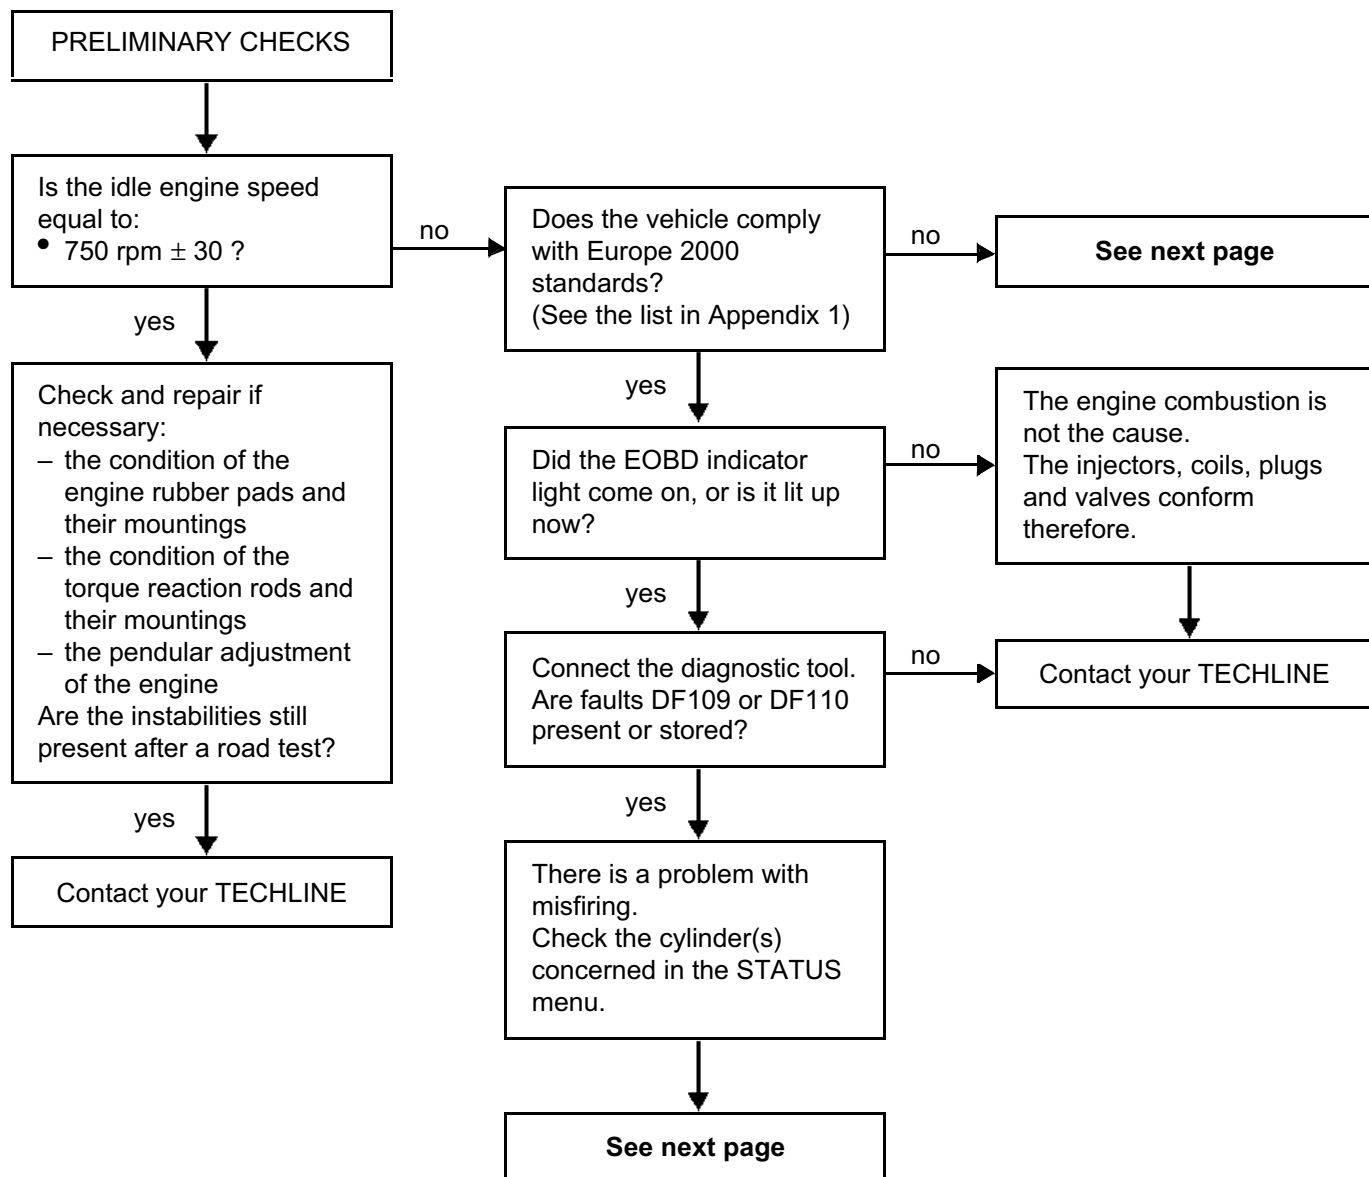 PRELIMINARY CHECKS
Is the idle engine speed
equal to:
• 750 rpm ± 30 ?
no
yes
Check and repair if
necessary:
– the condition of the
engine rubber pads and
their mountings
– the condition of the
torque reaction rods and
their mountings
– the pendular adjustment
of the engine
Are the instabilities still
present after a road test?
yes
Contact your TECHLINE
Does the vehicle comply
with Europe 2000
standards?
(See the list in Appendix 1)
no
See next page
yes
Did the EOBD indicator
light come on, or is it lit up
now?
no
The engine combustion is
not the cause.
The injectors, coils, plugs
and valves conform
therefore.
yes
Connect the diagnostic tool.
Are faults DF109 or DF110
present or stored?
no
Contact your TECHLINE
yes
There is a problem with
misfiring.
Check the cylinder(s)
concerned in the STATUS
menu.
See next page